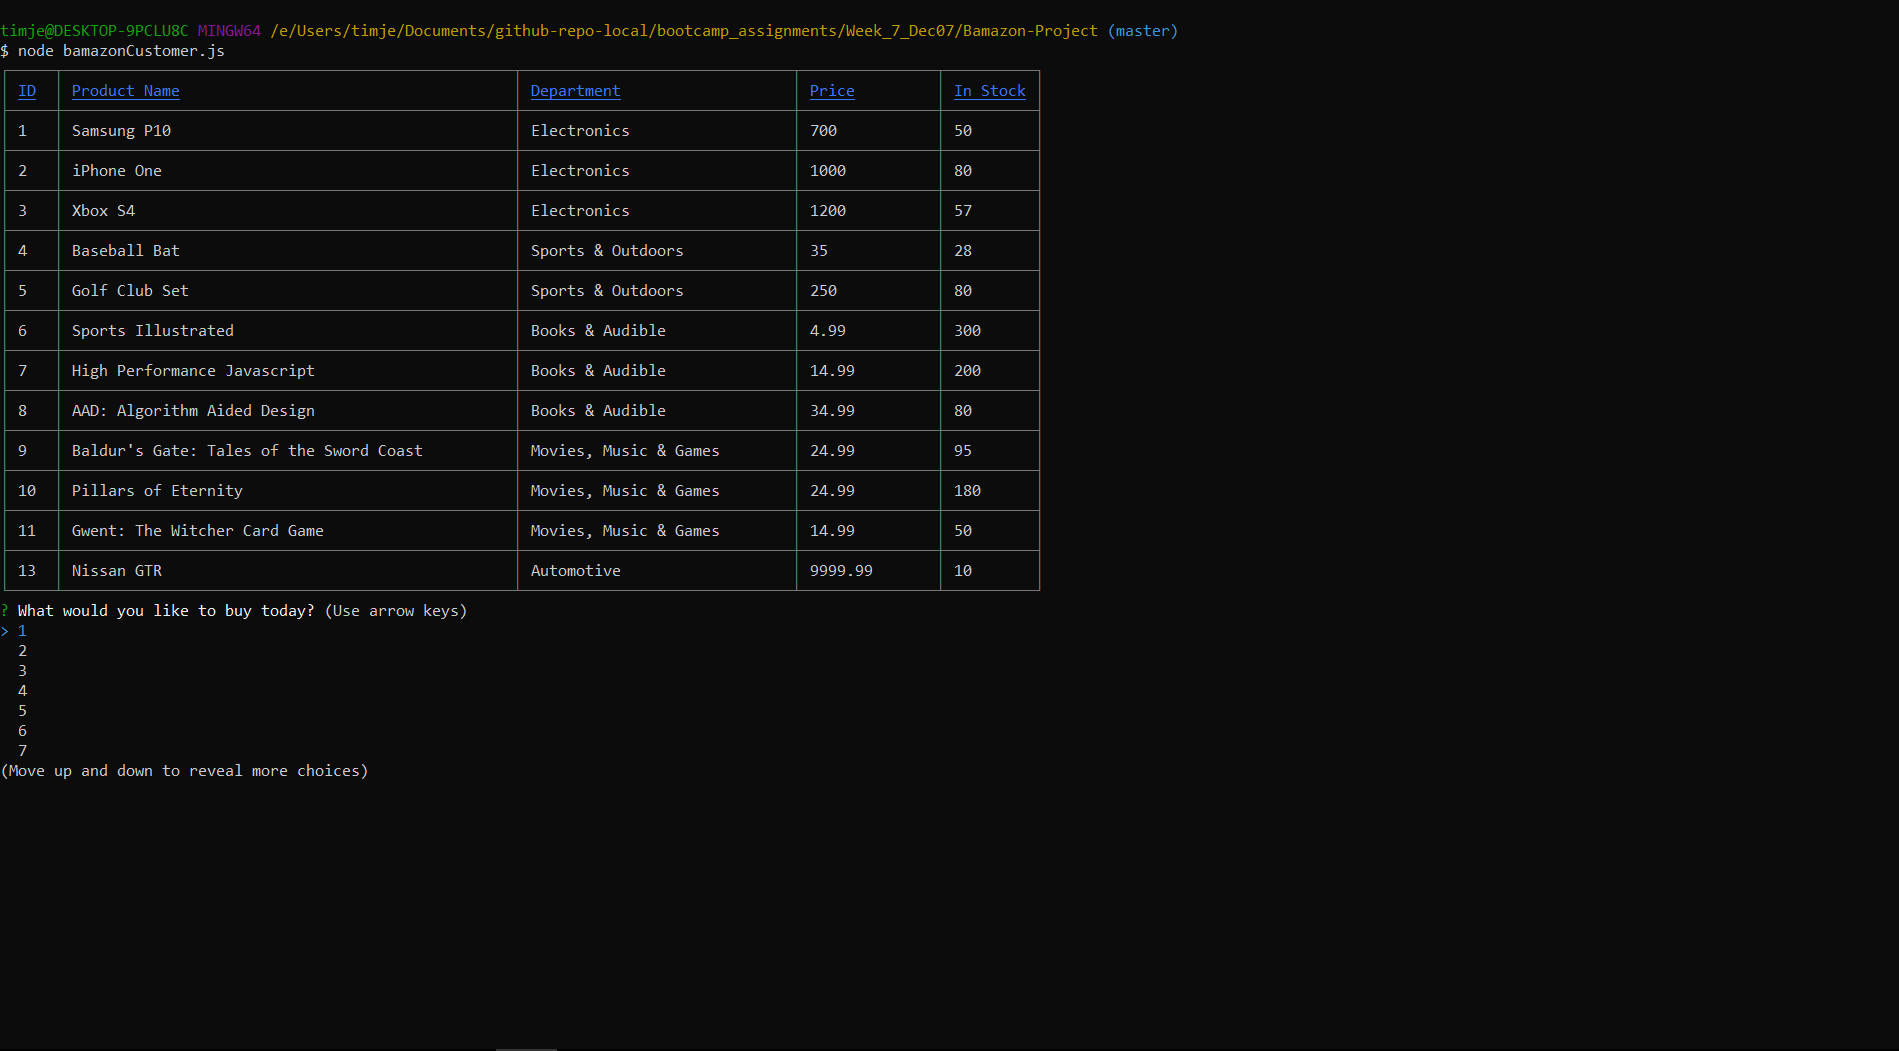 timje@DESKTOP-9PCLU8C MINGW64 /e/Users/timje/Documents/github-repo-local/bootcamp_assignments/Week_7_Dec07/Bamazon-Project (master)
$ node bamazonCustomer.js
ID Product Name Department Price In Stock
1 Samsung P10 Electronics 700 50
2 iPhone One Electronics 1000 80
3 Xbox S4 Electronics 1200 57
4 Baseball Bat Sports & Outdoors 35 28
5 Golf Club Set Sports & Outdoors 250 80
6 Sports Illustrated Books & Audible 4.99 300
7 High Performance Javascript Books & Audible 14.99 200
8 AAD: Algorithm Aided Design Books & Audible 34.99 80
9 Baldur's Gate: Tales of the Sword Coast Movies, Music & Games 24.99 95
10 Pillars of Eternity Movies, Music & Games 24.99 180
11 Gwent: The Witcher Card Game Movies, Music & Games 14.99 50
13 Nissan GTR Automotive 9999.99 10
? What would you like to buy today? (Use arrow keys)
> 1
2
3
4
5
6
7
(Move up and down to reveal more choices)